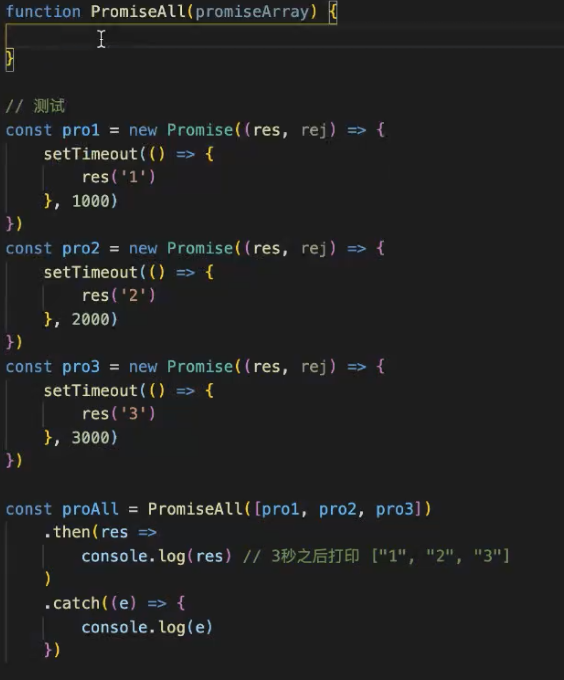 function PromiseAll(promiseArray) {
}
// 测试
const pro1 = new Promise((res, rej) => {
setTimeout(() => {
res('1')
}, 1000)
})
const pro2 = new Promise((res, rej) => {
setTimeout(() => {
res('2')
}, 2000)
})
const pro3 = new Promise((res, rej) => {
setTimeout(() => {
res('3')
}, 3000)
})
const proAll = PromiseAll([pro1, pro2, pro3])
.then(res =>
console.log(res) // 3秒之后打印 ["1", "2", "3"]
)
.catch((e) => {
console.log(e)
})